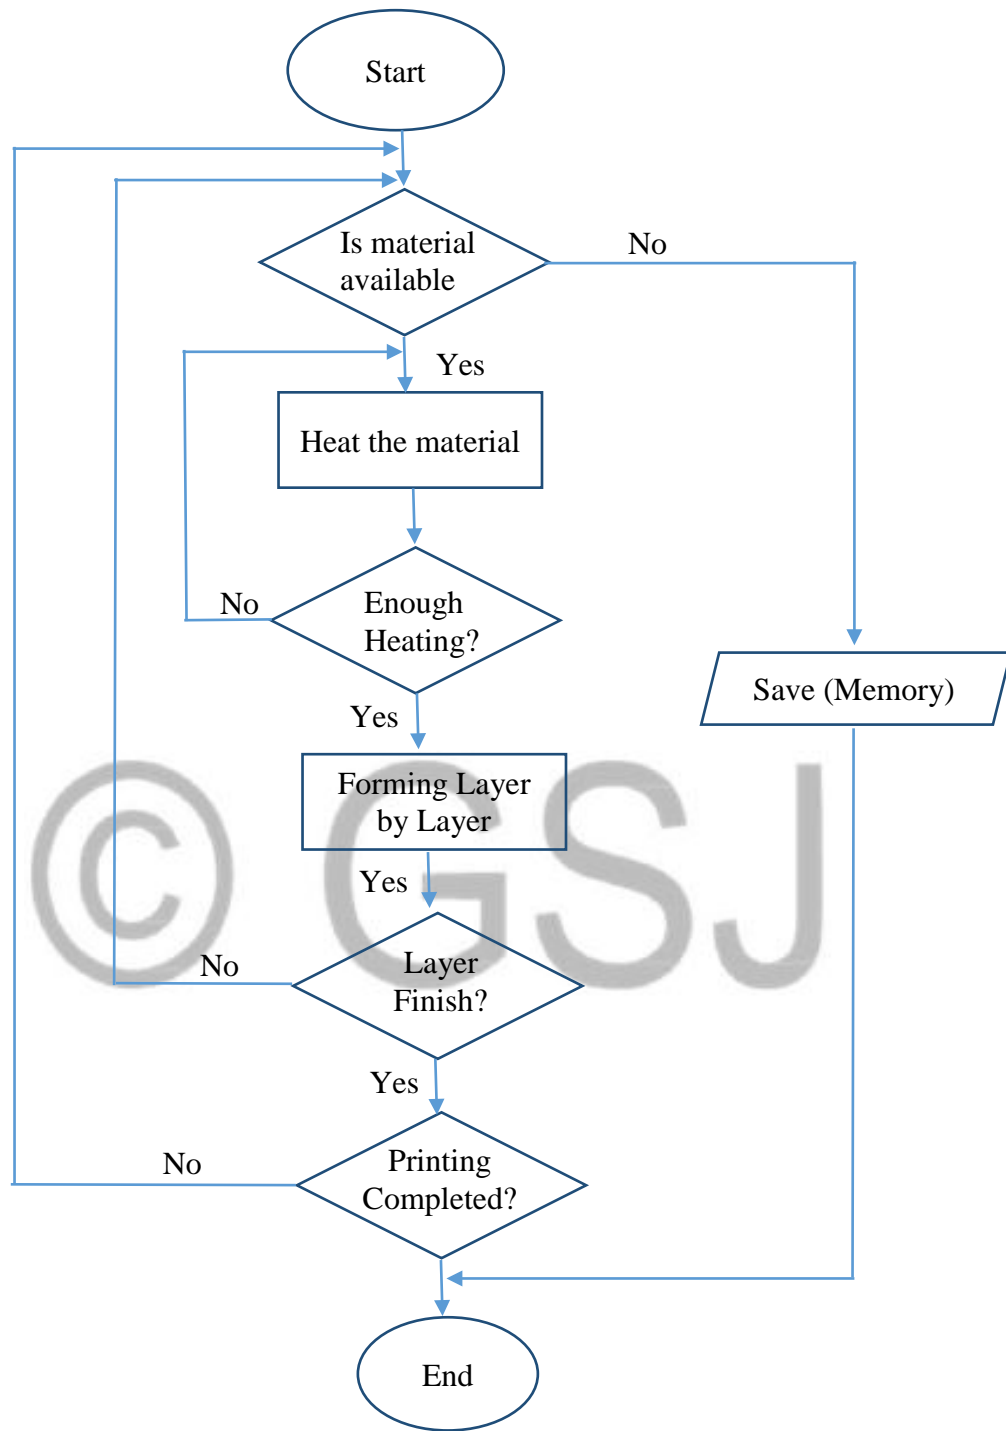 Start
Is material
available
No
Yes
Heat the material
No
Enough
Heating?
Yes
Save (Memory)
Forming Layer
by Layer
© GSJ
Yes
No
Layer
Finish?
Yes
No
Printing
Completed?
End